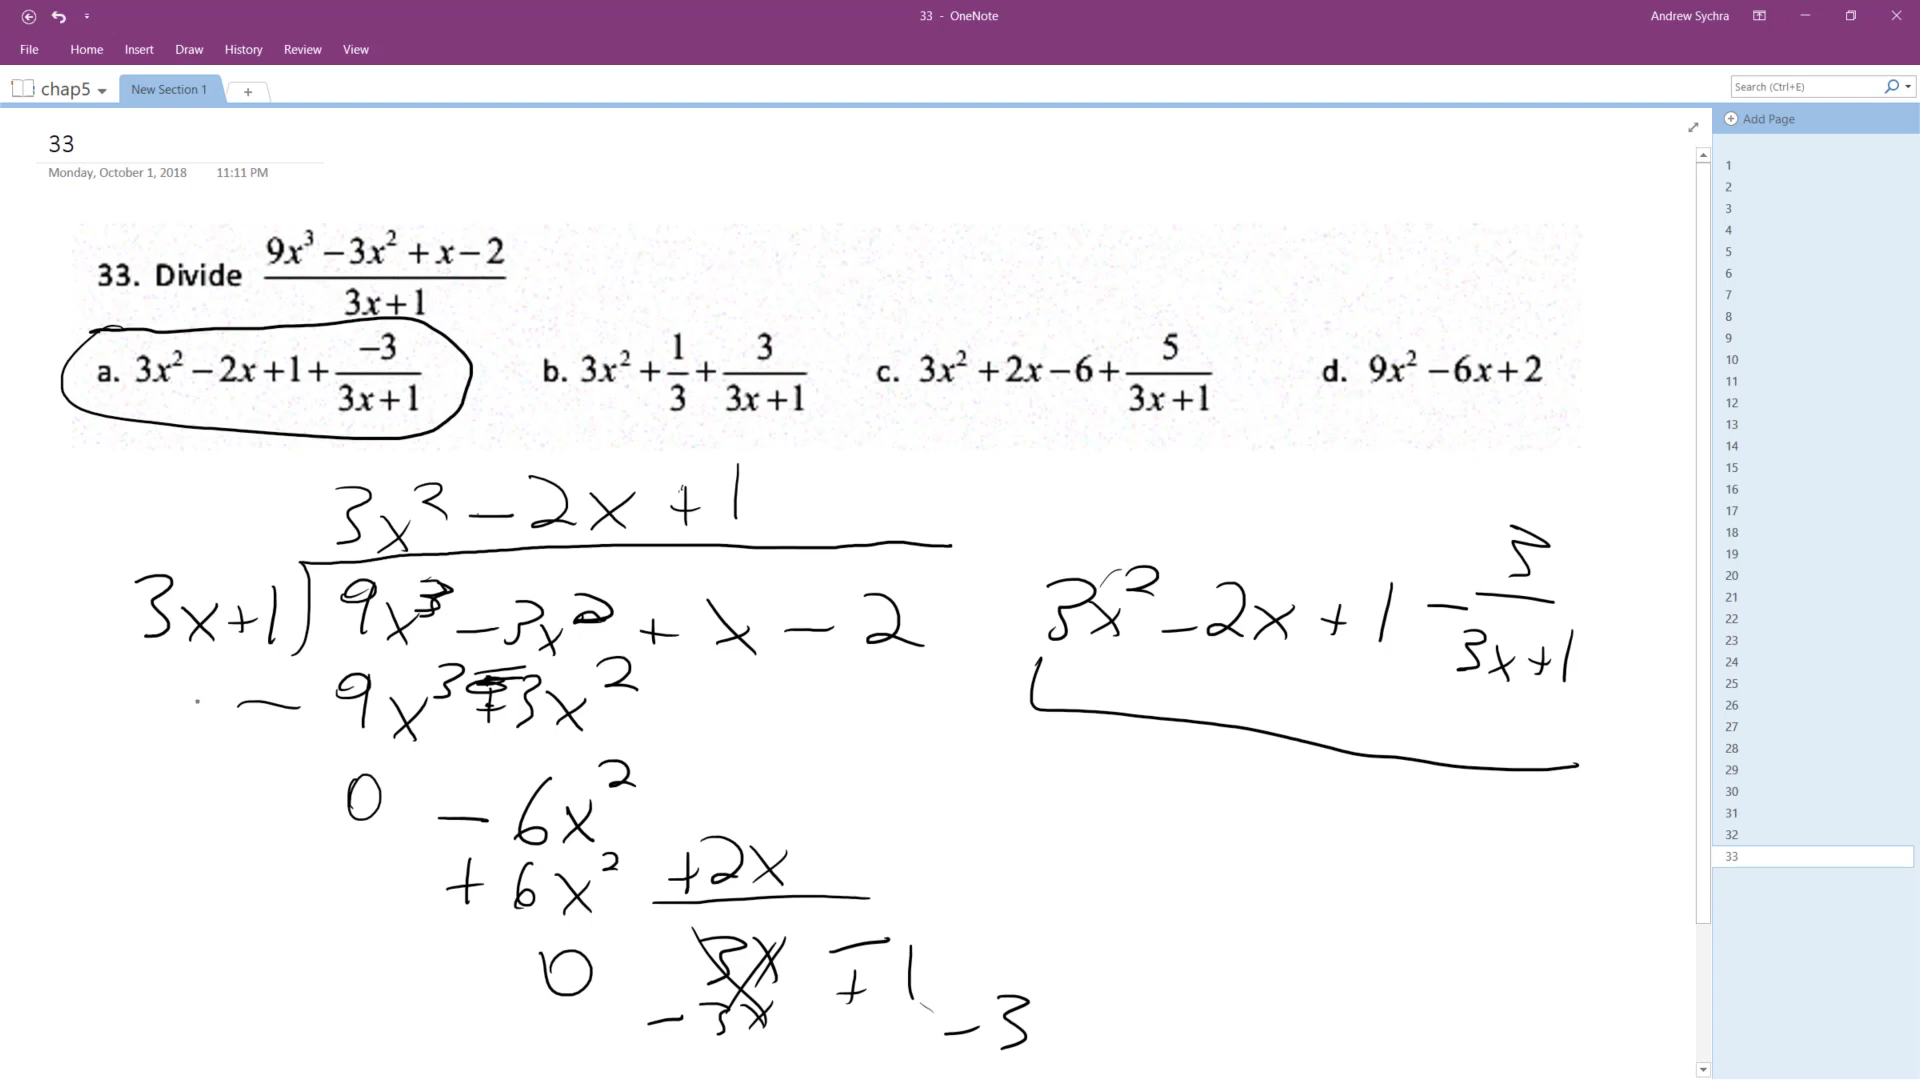 33 - OneNote
Andrew Sychra
File Home Insert Draw History Review View
chap5
New Section 1
+
Search (Ctrl+E)
Add Page
33
Monday, October 1, 2018 11:11 PM
33. Divide (9x³ − 3x² + x − 2)/(3x + 1)
a. 3x² − 2x + 1 + −3/(3x + 1)
b. 3x² + 1/3 + 3/(3x + 1)
c. 3x² + 2x − 6 + 5/(3x + 1)
d. 9x² − 6x + 2
3x² − 2x + 1
3x+1 9x³ − 3x² + x − 2
− 9x³ + 3x²
0 − 6x²
+ 6x² + 2x
0 3x
− 3x + 1
− 3
3x² − 2x + 1 − 3/(3x+1)
1
2
3
4
5
6
7
8
9
10
11
12
13
14
15
16
17
18
19
20
21
22
23
24
25
26
27
28
29
30
31
32
33